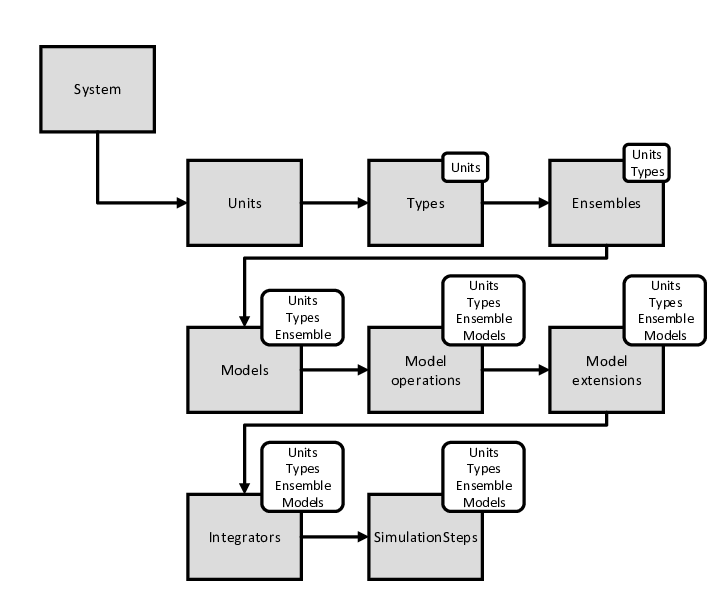 System
Units
Units
Types
Units
Types
Ensembles
Units
Types
Ensemble
Models
Units
Types
Ensemble
Models
Model
operations
Units
Types
Ensemble
Models
Model
extensions
Units
Types
Ensemble
Models
Integrators
Units
Types
Ensemble
Models
SimulationSteps